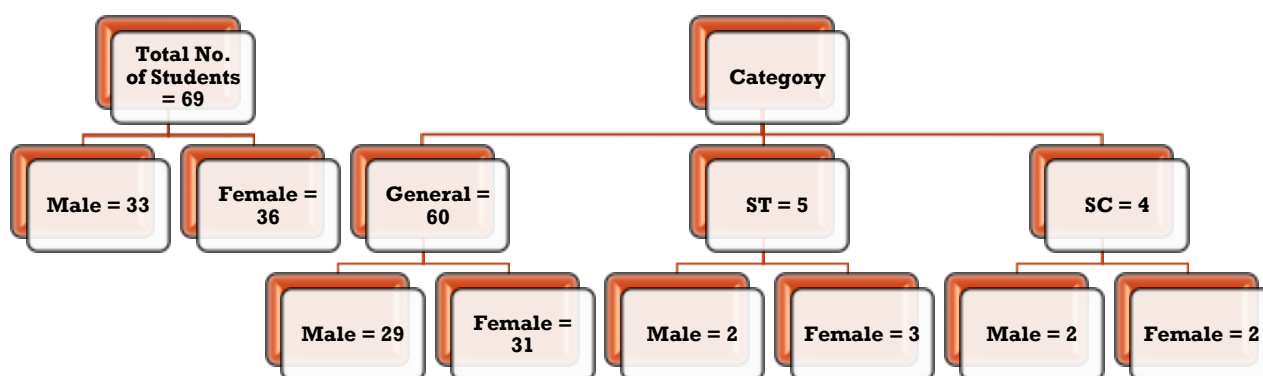 Total No.
of Students
= 69
Category
Male = 33
Female =
36
General =
60
ST = 5
SC = 4
Male = 29
Female =
31
Male = 2
Female = 3
Male = 2
Female = 2